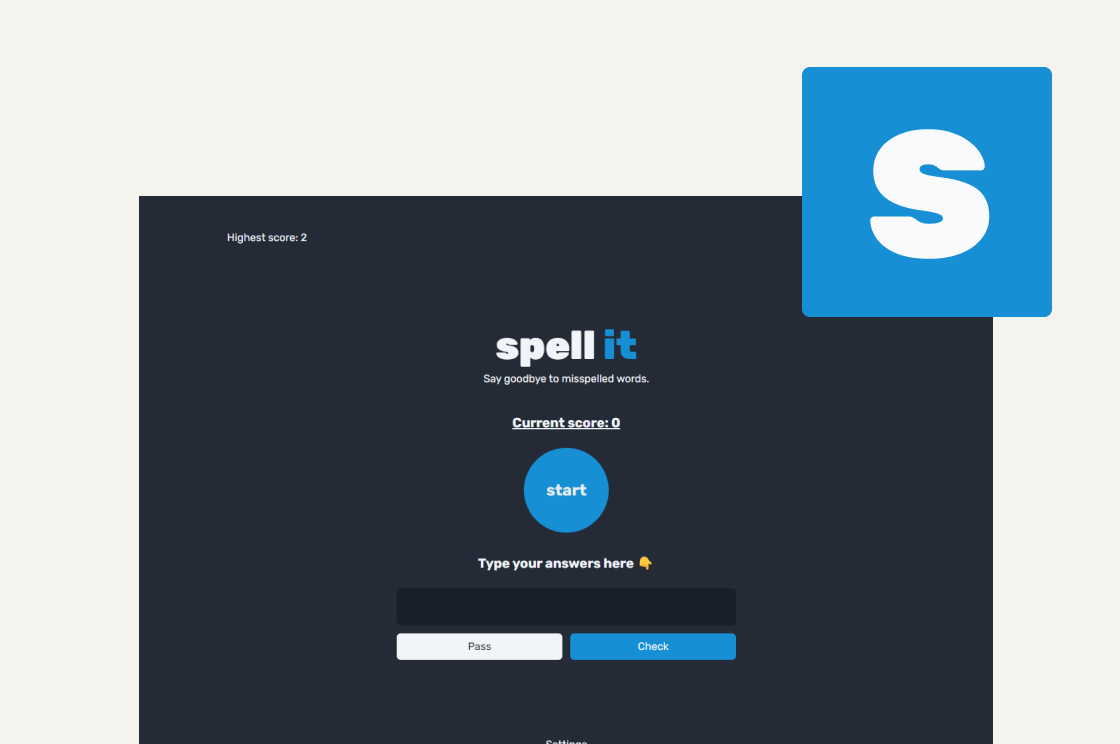 S
Highest score: 2
spell it
Say goodbye to misspelled words.
Current score: 0
start
Type your answers here 👇
Pass Check
Settings